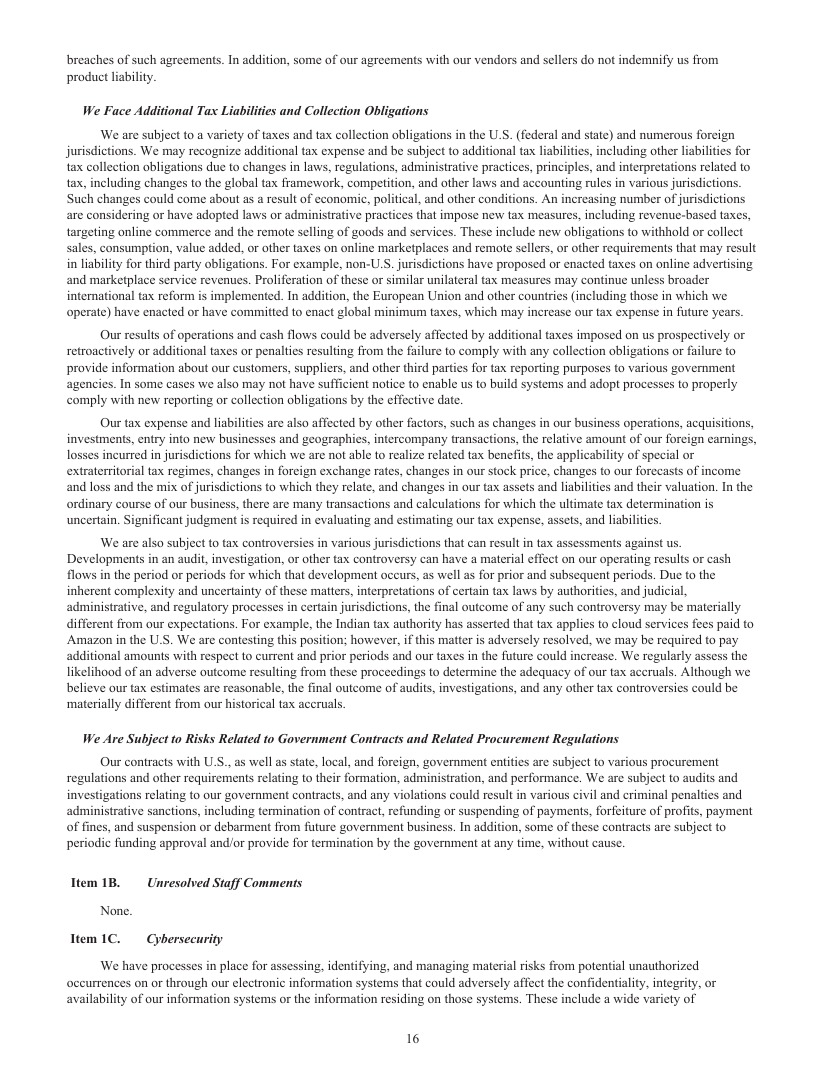 breaches of such agreements. In addition, some of our agreements with our vendors and sellers do not indemnify us from
product liability.
We Face Additional Tax Liabilities and Collection Obligations
We are subject to a variety of taxes and tax collection obligations in the U.S. (federal and state) and numerous foreign
jurisdictions. We may recognize additional tax expense and be subject to additional tax liabilities, including other liabilities for
tax collection obligations due to changes in laws, regulations, administrative practices, principles, and interpretations related to
tax, including changes to the global tax framework, competition, and other laws and accounting rules in various jurisdictions.
Such changes could come about as a result of economic, political, and other conditions. An increasing number of jurisdictions
are considering or have adopted laws or administrative practices that impose new tax measures, including revenue-based taxes,
targeting online commerce and the remote selling of goods and services. These include new obligations to withhold or collect
sales, consumption, value added, or other taxes on online marketplaces and remote sellers, or other requirements that may result
in liability for third party obligations. For example, non-U.S. jurisdictions have proposed or enacted taxes on online advertising
and marketplace service revenues. Proliferation of these or similar unilateral tax measures may continue unless broader
international tax reform is implemented. In addition, the European Union and other countries (including those in which we
operate) have enacted or have committed to enact global minimum taxes, which may increase our tax expense in future years.
Our results of operations and cash flows could be adversely affected by additional taxes imposed on us prospectively or
retroactively or additional taxes or penalties resulting from the failure to comply with any collection obligations or failure to
provide information about our customers, suppliers, and other third parties for tax reporting purposes to various government
agencies. In some cases we also may not have sufficient notice to enable us to build systems and adopt processes to properly
comply with new reporting or collection obligations by the effective date.
Our tax expense and liabilities are also affected by other factors, such as changes in our business operations, acquisitions,
investments, entry into new businesses and geographies, intercompany transactions, the relative amount of our foreign earnings,
losses incurred in jurisdictions for which we are not able to realize related tax benefits, the applicability of special or
extraterritorial tax regimes, changes in foreign exchange rates, changes in our stock price, changes to our forecasts of income
and loss and the mix of jurisdictions to which they relate, and changes in our tax assets and liabilities and their valuation. In the
ordinary course of our business, there are many transactions and calculations for which the ultimate tax determination is
uncertain. Significant judgment is required in evaluating and estimating our tax expense, assets, and liabilities.
We are also subject to tax controversies in various jurisdictions that can result in tax assessments against us.
Developments in an audit, investigation, or other tax controversy can have a material effect on our operating results or cash
flows in the period or periods for which that development occurs, as well as for prior and subsequent periods. Due to the
inherent complexity and uncertainty of these matters, interpretations of certain tax laws by authorities, and judicial,
administrative, and regulatory processes in certain jurisdictions, the final outcome of any such controversy may be materially
different from our expectations. For example, the Indian tax authority has asserted that tax applies to cloud services fees paid to
Amazon in the U.S. We are contesting this position; however, if this matter is adversely resolved, we may be required to pay
additional amounts with respect to current and prior periods and our taxes in the future could increase. We regularly assess the
likelihood of an adverse outcome resulting from these proceedings to determine the adequacy of our tax accruals. Although we
believe our tax estimates are reasonable, the final outcome of audits, investigations, and any other tax controversies could be
materially different from our historical tax accruals.
We Are Subject to Risks Related to Government Contracts and Related Procurement Regulations
Our contracts with U.S., as well as state, local, and foreign, government entities are subject to various procurement
regulations and other requirements relating to their formation, administration, and performance. We are subject to audits and
investigations relating to our government contracts, and any violations could result in various civil and criminal penalties and
administrative sanctions, including termination of contract, refunding or suspending of payments, forfeiture of profits, payment
of fines, and suspension or debarment from future government business. In addition, some of these contracts are subject to
periodic funding approval and/or provide for termination by the government at any time, without cause.
Item 1B. Unresolved Staff Comments
None.
Item 1C. Cybersecurity
We have processes in place for assessing, identifying, and managing material risks from potential unauthorized
occurrences on or through our electronic information systems that could adversely affect the confidentiality, integrity, or
availability of our information systems or the information residing on those systems. These include a wide variety of
16